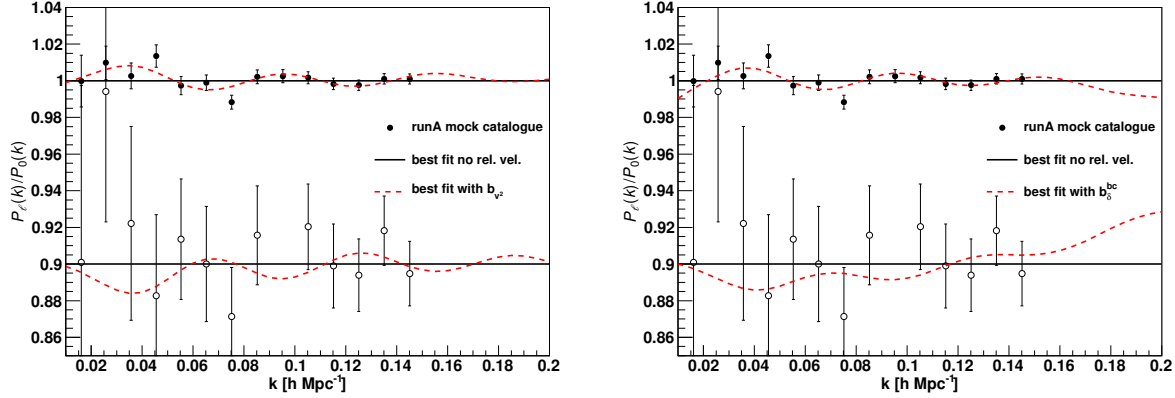 1.04
1.02
1
0.98
0.96
0.94
0.92
0.9
0.88
0.86
P_ℓ(k)/P_0(k)
runA mock catalogue
best fit no rel. vel.
best fit with b_{v²}
0.02 0.04 0.06 0.08 0.1 0.12 0.14 0.16 0.18 0.2
k [h Mpc⁻¹]
1.04
1.02
1
0.98
0.96
0.94
0.92
0.9
0.88
0.86
P_ℓ(k)/P_0(k)
runA mock catalogue
best fit no rel. vel.
best fit with b_δ^{bc}
0.02 0.04 0.06 0.08 0.1 0.12 0.14 0.16 0.18 0.2
k [h Mpc⁻¹]